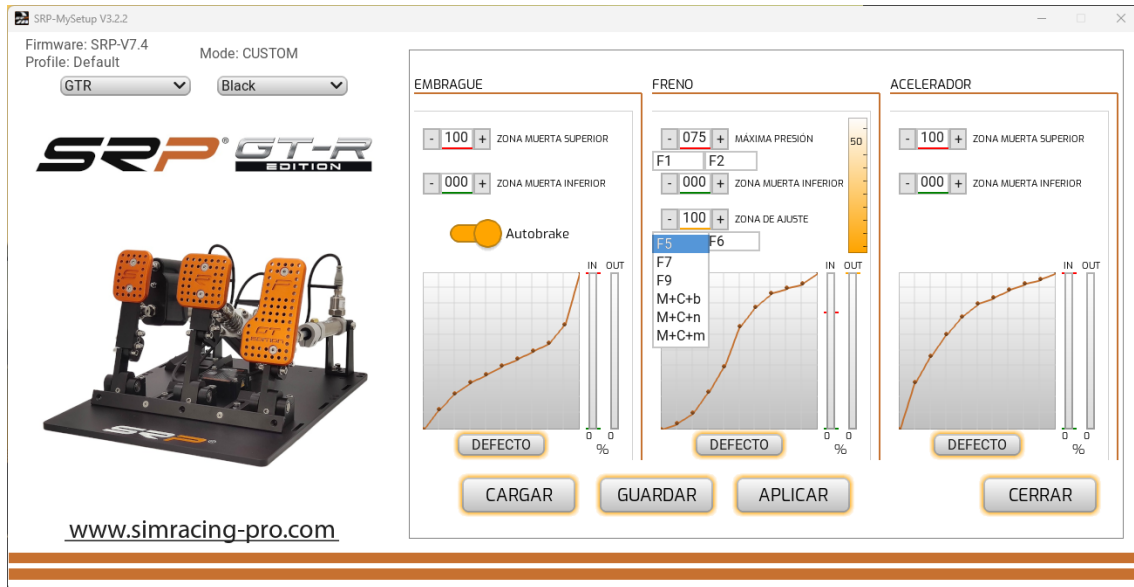 SRP-MySetup V3.2.2
Firmware: SRP-V7.4
Profile: Default
Mode: CUSTOM
GTR
Black
SRP® GT-R
EDITION
www.simracing-pro.com
EMBRAGUE
- 100 + ZONA MUERTA SUPERIOR
- 000 + ZONA MUERTA INFERIOR
Autobrake
IN OUT
0 0
%
DEFECTO
FRENO
- 075 + MÁXIMA PRESIÓN
50
F1 F2
- 000 + ZONA MUERTA INFERIOR
- 100 + ZONA DE AJUSTE
F5 F6
F7
F9
M+C+b
M+C+n
M+C+m
IN OUT
0 0
%
DEFECTO
ACELERADOR
- 100 + ZONA MUERTA SUPERIOR
- 000 + ZONA MUERTA INFERIOR
IN OUT
0 0
%
DEFECTO
CARGAR
GUARDAR
APLICAR
CERRAR